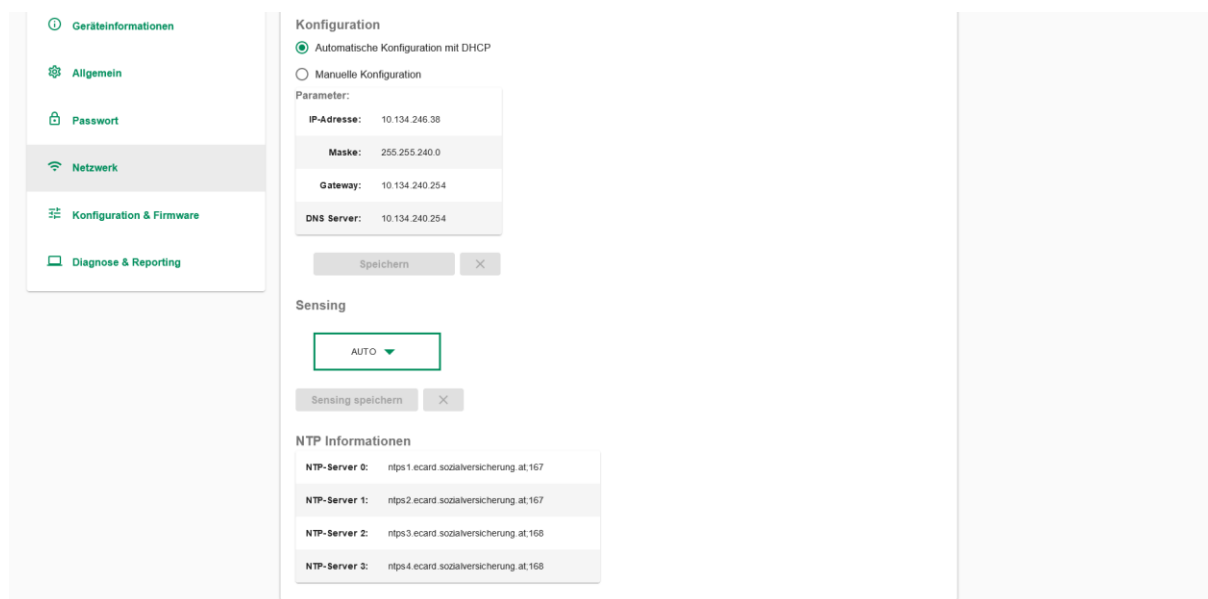 Geräteinformationen
Allgemein
Passwort
Netzwerk
Konfiguration & Firmware
Diagnose & Reporting
Konfiguration
Automatische Konfiguration mit DHCP
Manuelle Konfiguration
Parameter:
IP-Adresse: 10.134.246.38
Maske: 255.255.240.0
Gateway: 10.134.240.254
DNS Server: 10.134.240.254
Speichern
Sensing
AUTO
Sensing speichern
NTP Informationen
NTP-Server 0: ntps1.ecard.sozialversicherung.at;167
NTP-Server 1: ntps2.ecard.sozialversicherung.at;167
NTP-Server 2: ntps3.ecard.sozialversicherung.at;168
NTP-Server 3: ntps4.ecard.sozialversicherung.at;168